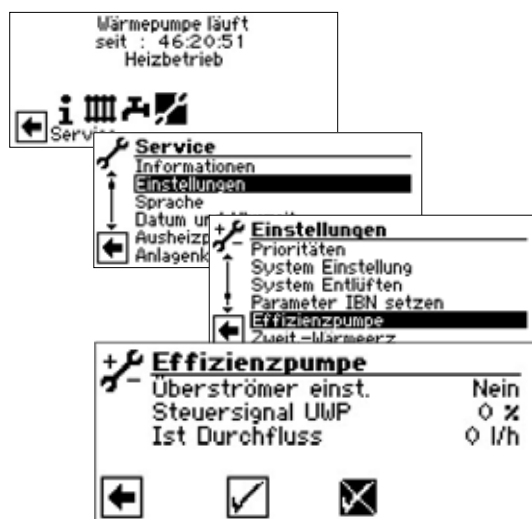 Wärmepumpe läuft
seit : 46:20:51
Heizbetrieb
Service
Informationen
Einstellungen
Sprache
Datum u
Ausheizp
Anlagenk
Einstellungen
Prioritäten
System Einstellung
System Entlüften
Parameter IBN setzen
Effizienzpumpe
Zweit-Wärmeerz
Effizienzpumpe
Überströmer einst. Nein
Steuersignal UWP 0 %
Ist Durchfluss 0 l/h